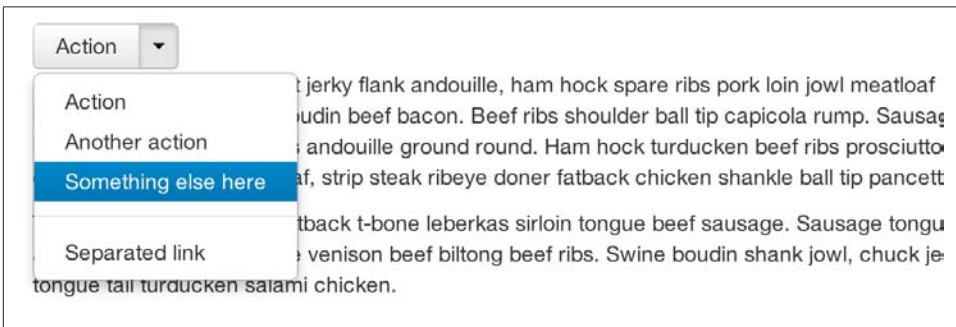 Action
jerky flank andouille, ham hock spare ribs pork loin jowl meatloaf
Action
beef bacon. Beef ribs shoulder ball tip capicola rump.
Another action
andouille ground round. Ham hock turducken beef ribs prosciutto
Something else here
strip steak ribeye doner fatback chicken shankle ball tip
t-bone leberkas sirloin tongue beef sausage. Sausage
Separated link
venison beef biltong beef ribs. Swine boudin shank jowl, chuck
tongue tail turducken salami chicken.